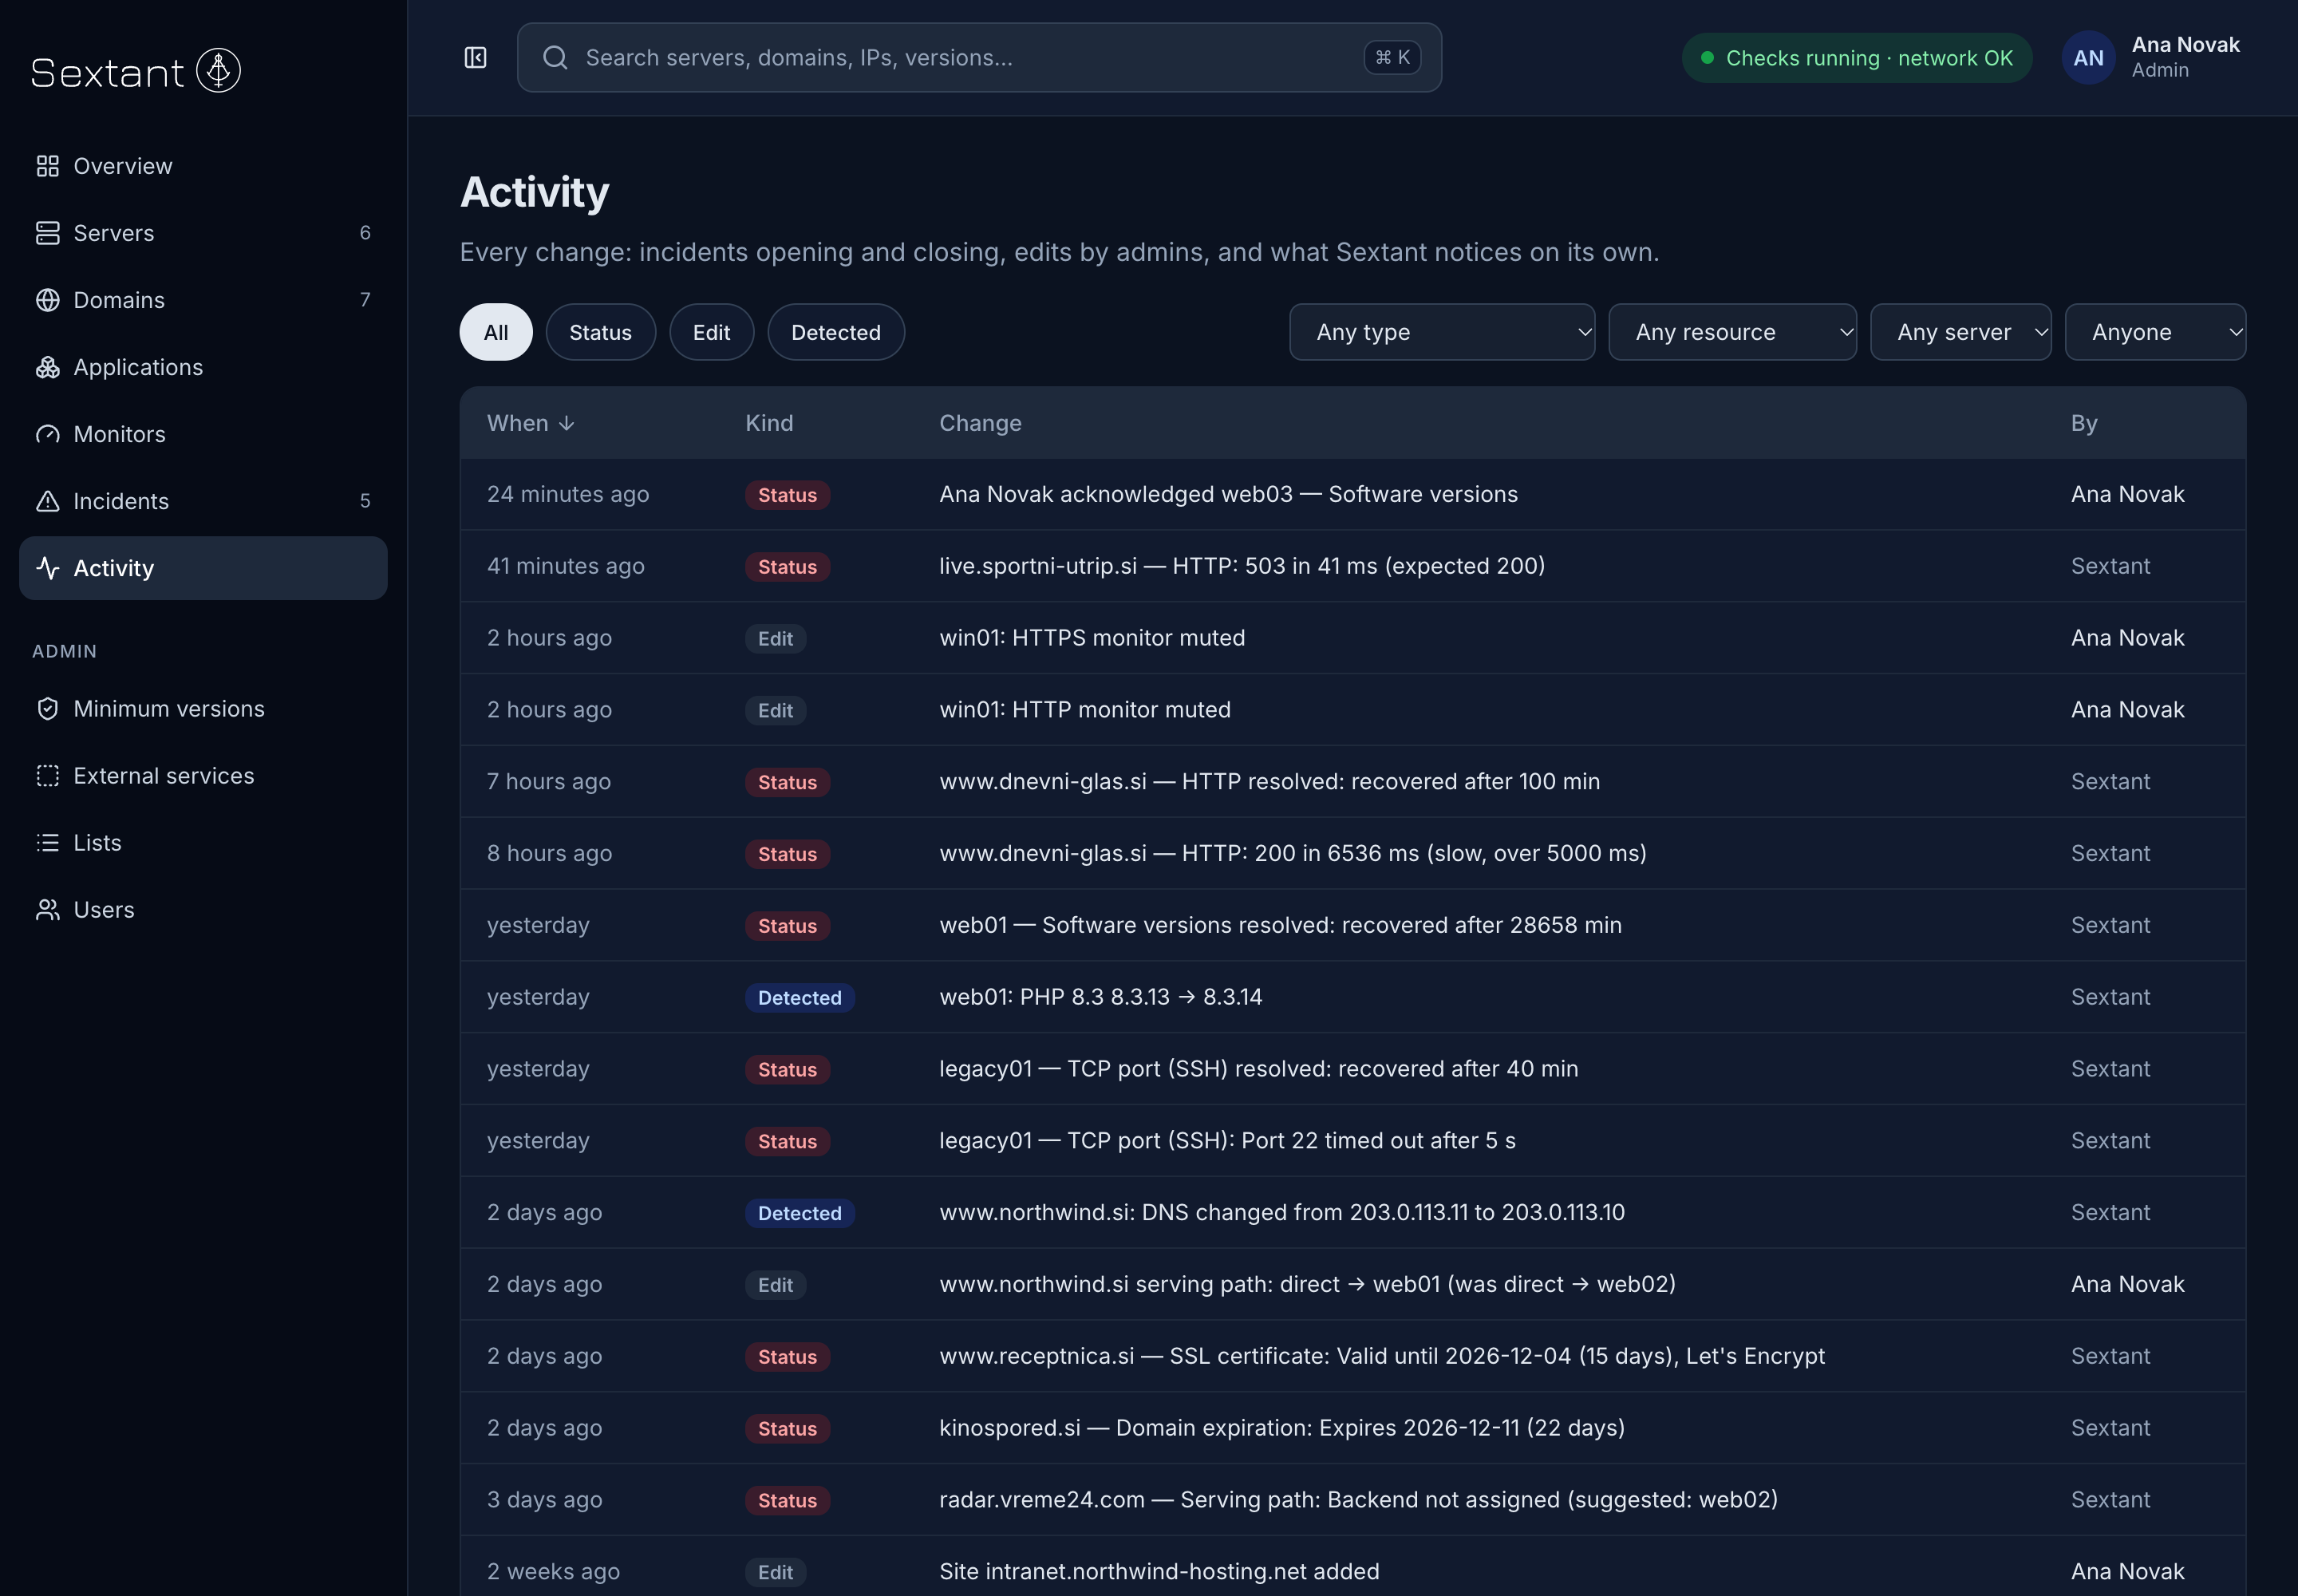 Sextant
Overview
Servers 6
Domains 7
Applications
Monitors
Incidents 5
Activity
ADMIN
Minimum versions
External services
Lists
Users
Search servers, domains, IPs, versions... ⌘ K
Checks running · network OK
AN
Ana Novak
Admin
Activity
Every change: incidents opening and closing, edits by admins, and what Sextant notices on its own.
All Status Edit Detected Any type Any resource Any server Anyone
When ↓ Kind Change By
24 minutes ago Status Ana Novak acknowledged web03 — Software versions Ana Novak
41 minutes ago Status live.sportni-utrip.si — HTTP: 503 in 41 ms (expected 200) Sextant
2 hours ago Edit win01: HTTPS monitor muted Ana Novak
2 hours ago Edit win01: HTTP monitor muted Ana Novak
7 hours ago Status www.dnevni-glas.si — HTTP resolved: recovered after 100 min Sextant
8 hours ago Status www.dnevni-glas.si — HTTP: 200 in 6536 ms (slow, over 5000 ms) Sextant
yesterday Status web01 — Software versions resolved: recovered after 28658 min Sextant
yesterday Detected web01: PHP 8.3 8.3.13 → 8.3.14 Sextant
yesterday Status legacy01 — TCP port (SSH) resolved: recovered after 40 min Sextant
yesterday Status legacy01 — TCP port (SSH): Port 22 timed out after 5 s Sextant
2 days ago Detected www.northwind.si: DNS changed from 203.0.113.11 to 203.0.113.10 Sextant
2 days ago Edit www.northwind.si serving path: direct → web01 (was direct → web02) Ana Novak
2 days ago Status www.receptnica.si — SSL certificate: Valid until 2026-12-04 (15 days), Let's Encrypt Sextant
2 days ago Status kinospored.si — Domain expiration: Expires 2026-12-11 (22 days) Sextant
3 days ago Status radar.vreme24.com — Serving path: Backend not assigned (suggested: web02) Sextant
2 weeks ago Edit Site intranet.northwind-hosting.net added Ana Novak